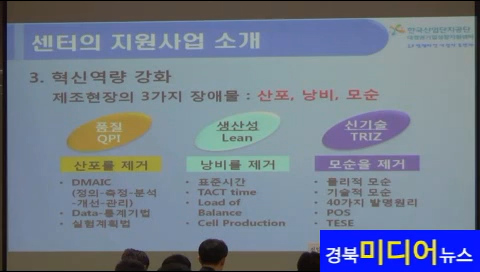 센터의 지원사업 소개
한국산업단지공단
3. 혁신역량 강화
제조현장의 3가지 장애물 : 산포, 낭비, 모순
품질
QPI
생산성
Lean
신기술
TRIZ
산포를 제거
낭비를 제거
모순을 제거
• DMAIC
(정의-측정-분석
-개선-관리)
• Data-통계기법
• 실험계획법
• 표준시간
• TACT time
• Load of
Balance
• Cell Production
• 물리적 모순
• 기술적 모순
• 40가지 발명원리
• POS
• TESE
경북미디어뉴스